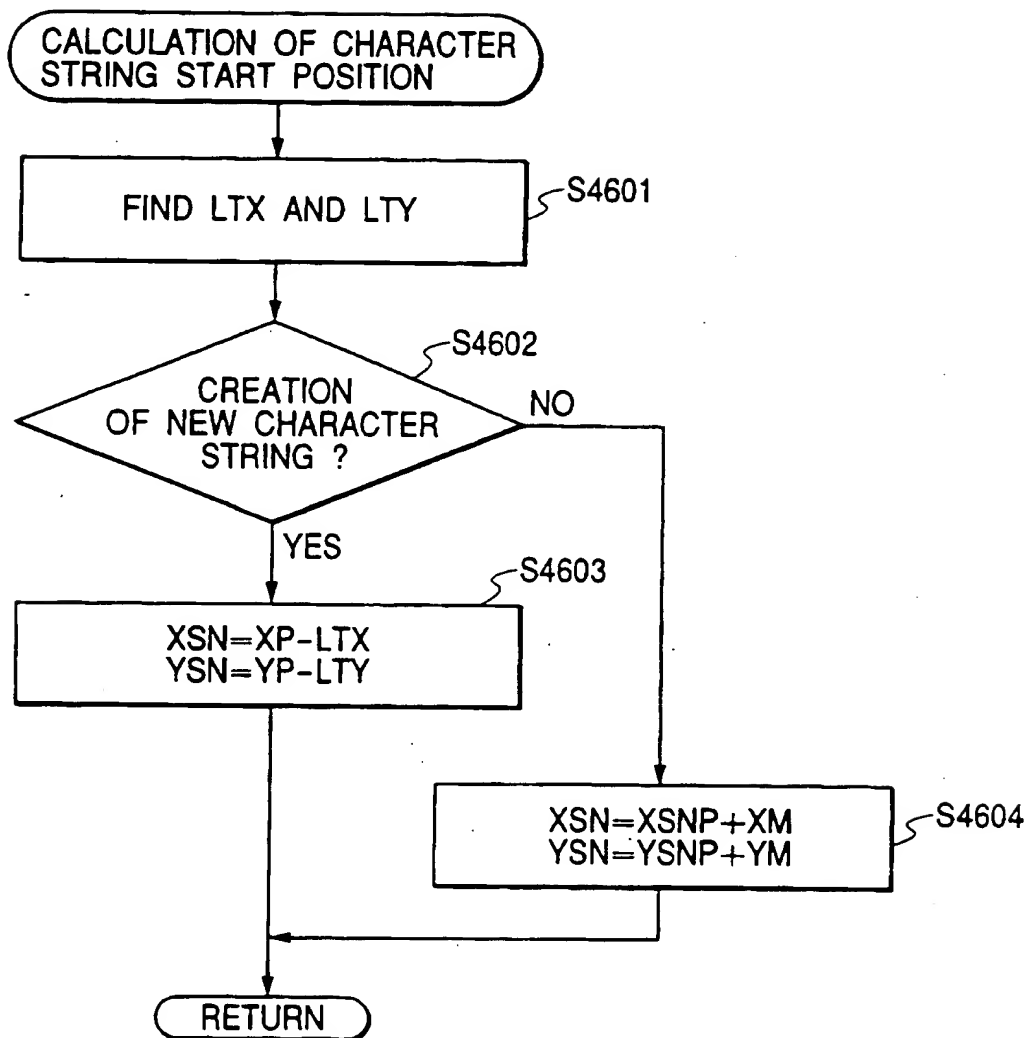 CALCULATION OF CHARACTER
STRING START POSITION
FIND LTX AND LTY
S4601
S4602
CREATION
OF NEW CHARACTER
STRING ?
NO
YES
S4603
XSN=XP-LTX
YSN=YP-LTY
XSN=XSNP+XM
YSN=YSNP+YM
S4604
RETURN